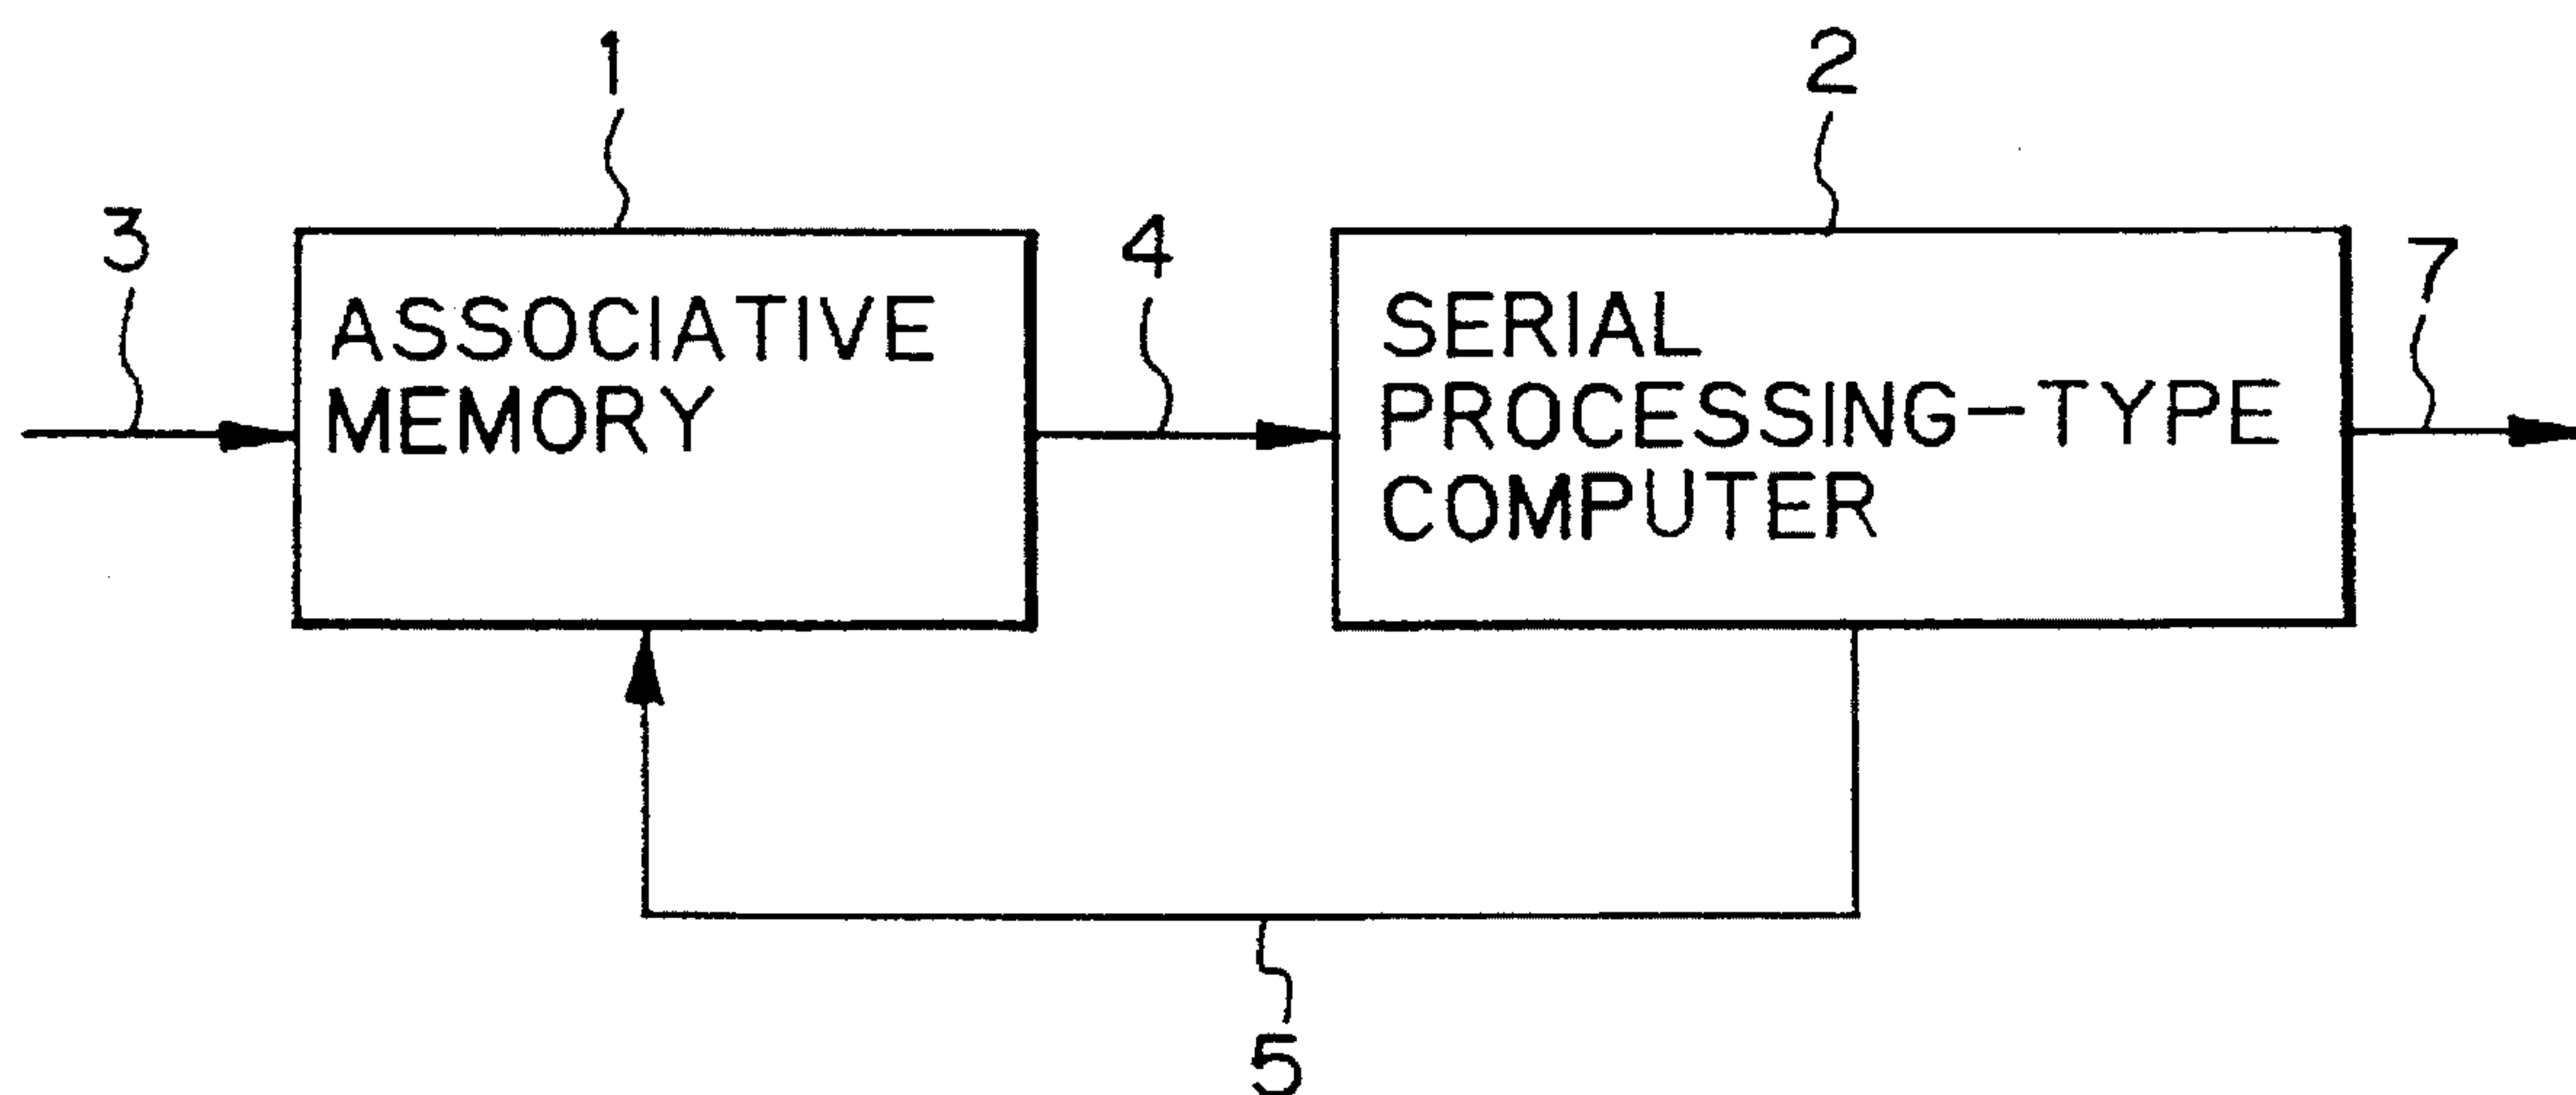 1
2
3
4
7
ASSOCIATIVE
MEMORY
SERIAL
PROCESSING-TYPE
COMPUTER
5